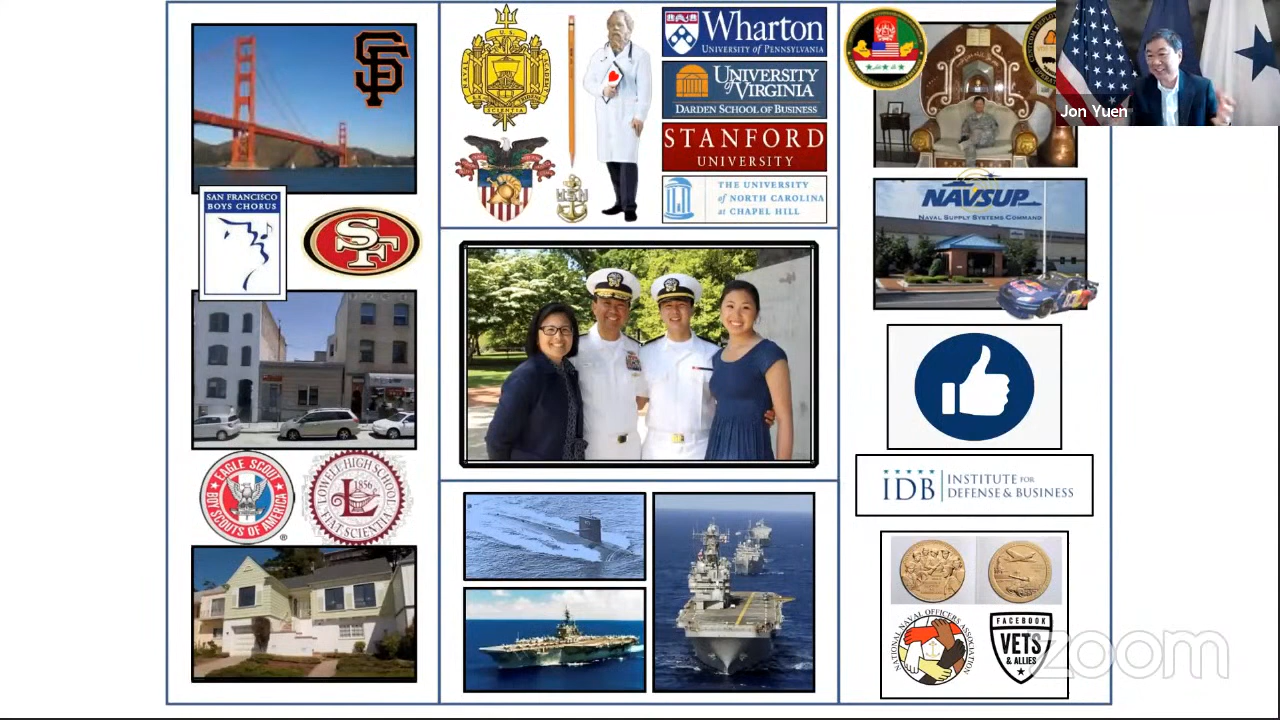 SF
SAN FRANCISCO
BOYS CHORUS
SF
EAGLE SCOUT
BOY SCOUTS OF AMERICA
®
LOWELL HIGH SCHOOL
1856
L
U.S.
NAVAL
SCIENTIA
USN
Wharton
UNIVERSITY of PENNSYLVANIA
UNIVERSITY
of VIRGINIA
DARDEN SCHOOL OF BUSINESS
STANFORD
UNIVERSITY
THE UNIVERSITY
of NORTH CAROLINA
at CHAPEL HILL
Jon Yuen
NAVSUP
NAVAL SUPPLY SYSTEMS COMMAND
IDB
INSTITUTE FOR
DEFENSE & BUSINESS
NATIONAL NAVAL OFFICERS ASSOCIATION
FACEBOOK
VETS
& ALLIES
zoom